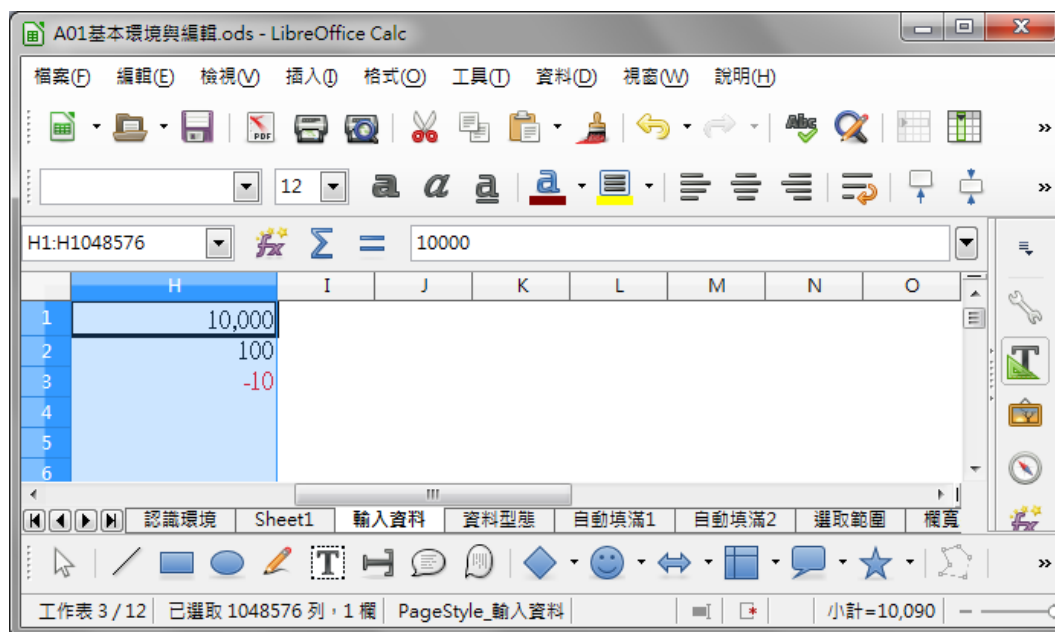 A01基本環境與編輯.ods - LibreOffice Calc
檔案(F) 編輯(E) 檢視(V) 插入(I) 格式(O) 工具(T) 資料(D) 視窗(W) 說明(H)
PDF Abc »
12 a a a a »
H1:H1048576 fx Σ = 10000
H I J K L M N O
1 10,000
2 100
3 -10
4
5
6
認識環境 Sheet1 輸入資料 資料型態 自動填滿1 自動填滿2 選取範圍 欄寬
T »
工作表 3 / 12 已選取 1048576 列，1 欄 PageStyle_輸入資料 小計=10,090